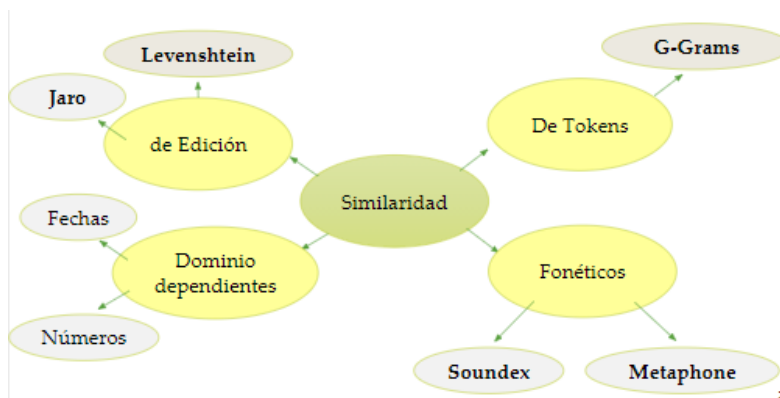 Levenshtein
G-Grams
Jaro
De Tokens
de Edición
Similaridad
Fechas
Dominio
dependientes
Fonéticos
Números
Soundex
Metaphone